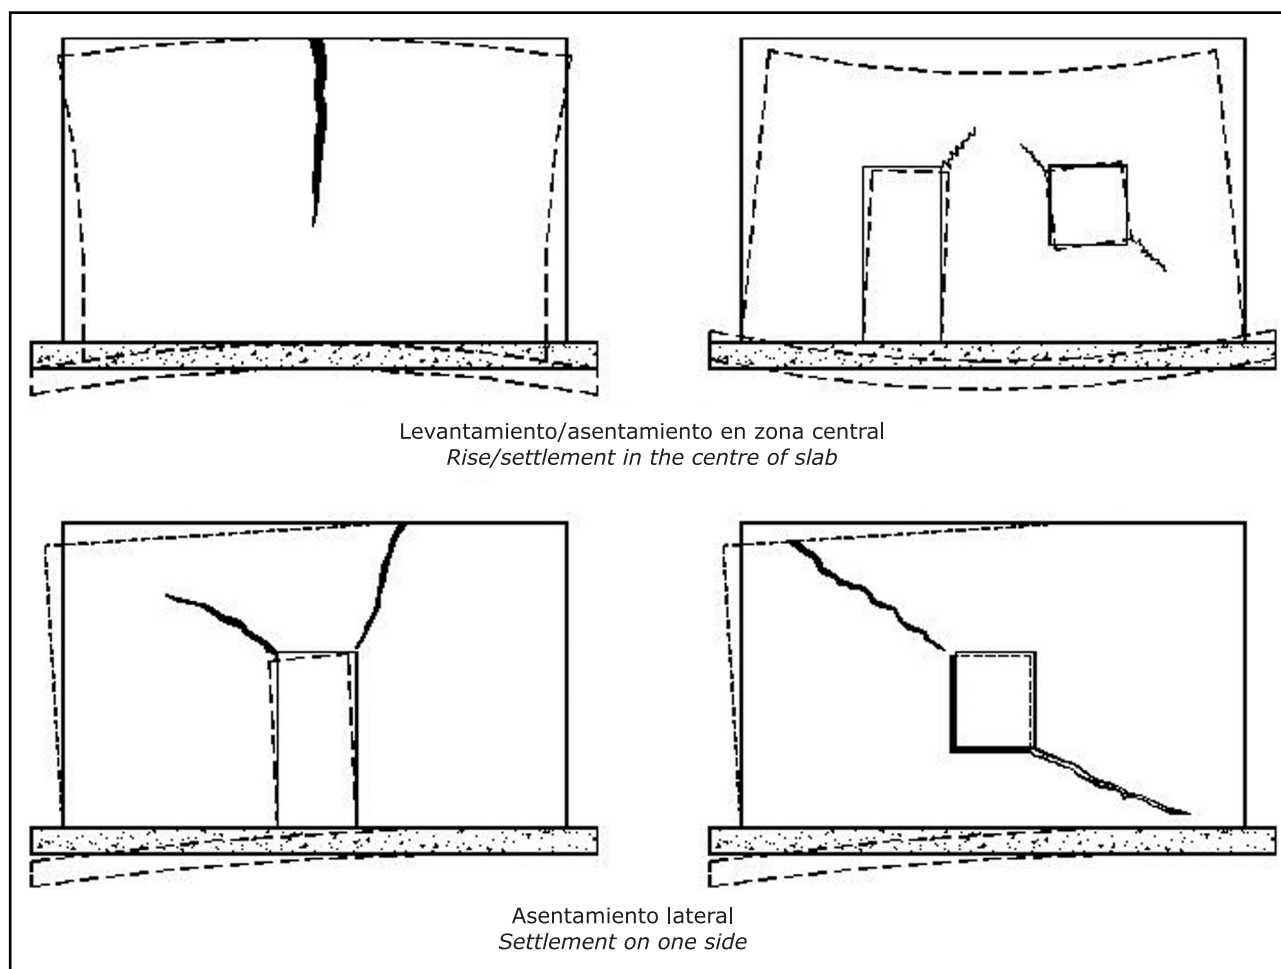 Levantamiento/asentamiento en zona central
Rise/settlement in the centre of slab
Asentamiento lateral
Settlement on one side